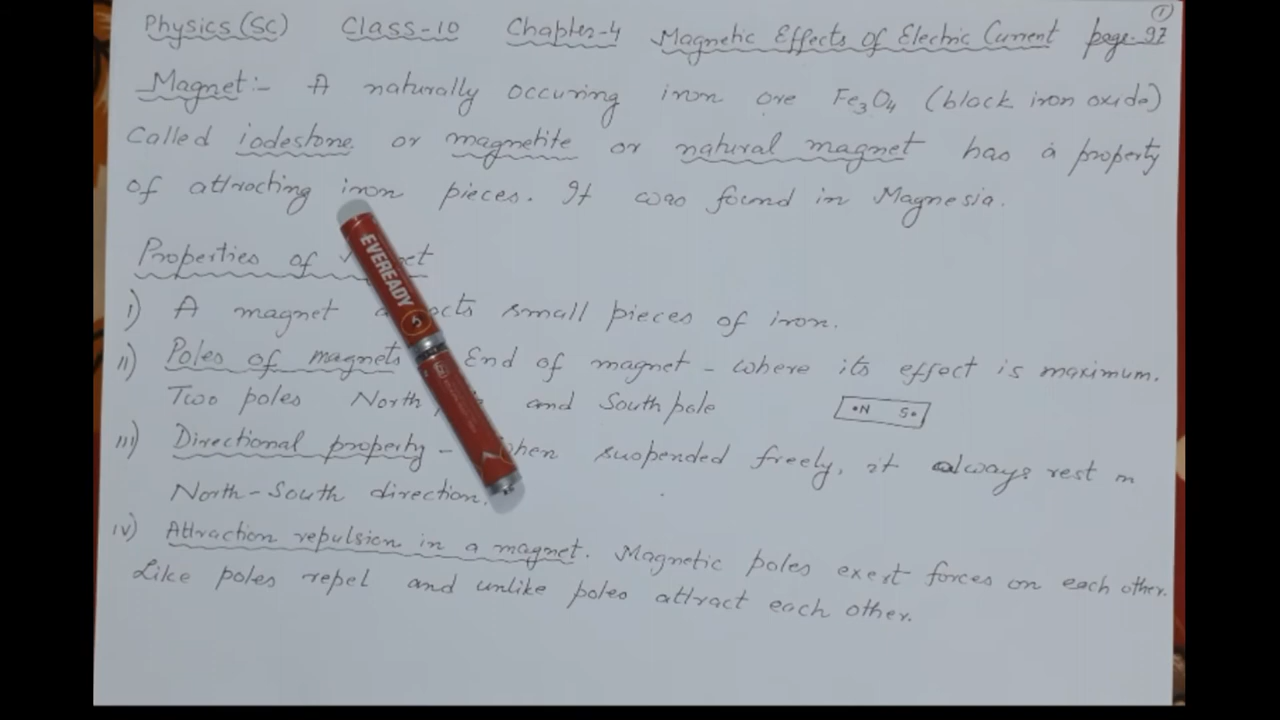 ①
Physics (SC) Class-10 Chapter-4 Magnetic Effects Of Electric Current page-97
Magnet:- A naturally occuring iron ore Fe3O4 (black iron oxide)
Called iodestone or magnetite or natural magnet has a property
of attracting iron pieces. It was found in Magnesia.
Properties of
i) A magnet small pieces of iron.
ii) Poles of magnets End of magnet - where its effect is maximum.
Two poles North and South pole
•N S•
iii) Directional property - when suspended freely, it always rest in
North-South direction.
iv) Attraction repulsion in a magnet. Magnetic poles exert forces on each other.
Like poles repel and unlike poles attract each other.
EVEREADY